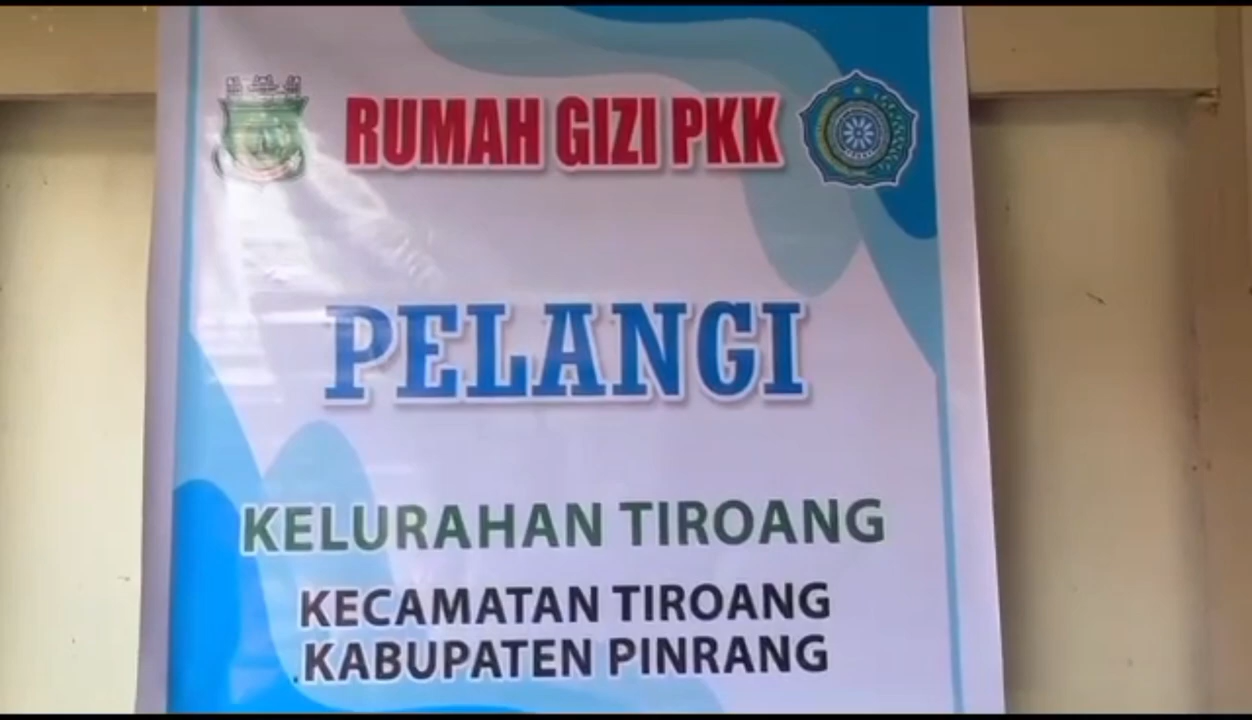 RUMAH GIZI PKK
PELANGI
KELURAHAN TIROANG
KECAMATAN TIROANG
KABUPATEN PINRANG